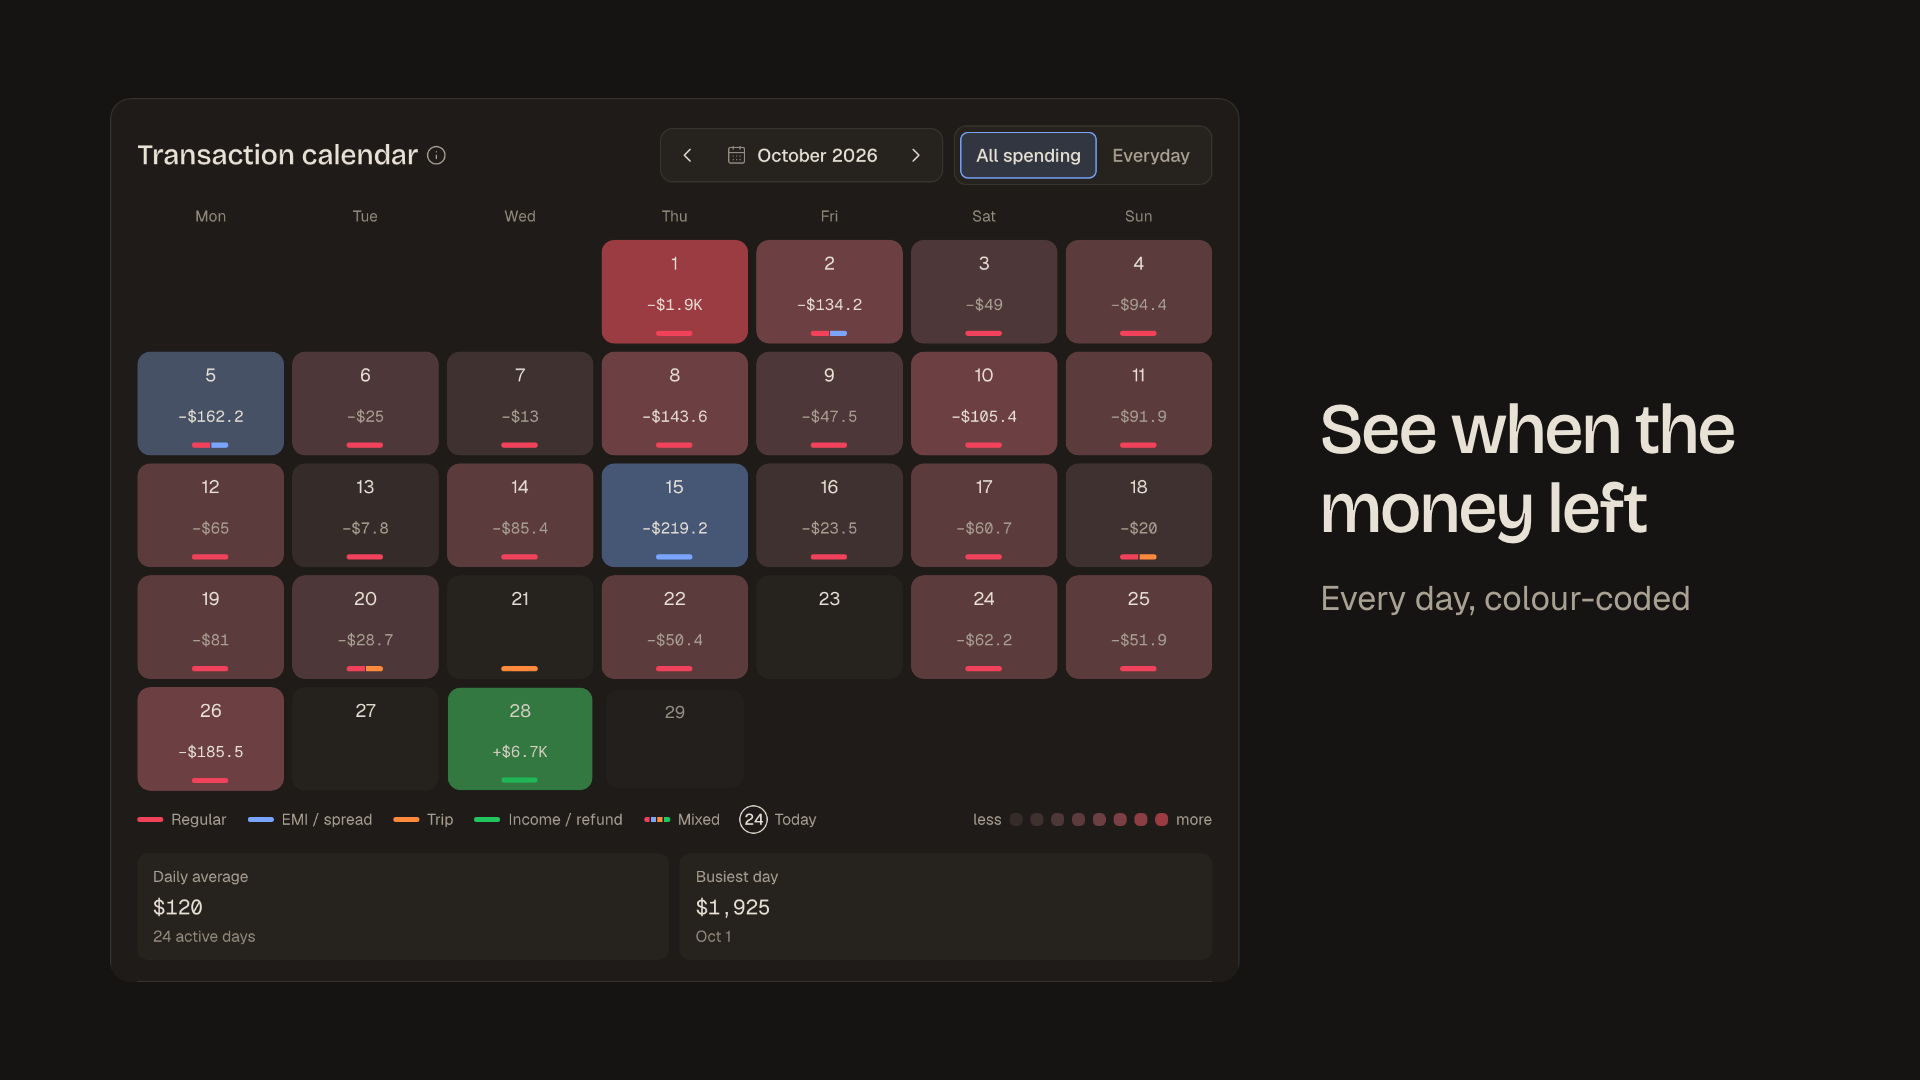 Transaction calendar
October 2026
All spending
Everyday
Mon Tue Wed Thu Fri Sat Sun
1 2 3 4
−$1.9K −$134.2 −$49 −$94.4
5 6 7 8 9 10 11
−$162.2 −$25 −$13 −$143.6 −$47.5 −$105.4 −$91.9
12 13 14 15 16 17 18
−$65 −$7.8 −$85.4 −$219.2 −$23.5 −$60.7 −$20
19 20 21 22 23 24 25
−$81 −$28.7 −$50.4 −$62.2 −$51.9
26 27 28 29
−$185.5 +$6.7K
Regular EMI / spread Trip Income / refund Mixed 24 Today less more
Daily average
$120
24 active days
Busiest day
$1,925
Oct 1
See when the
money left
Every day, colour-coded